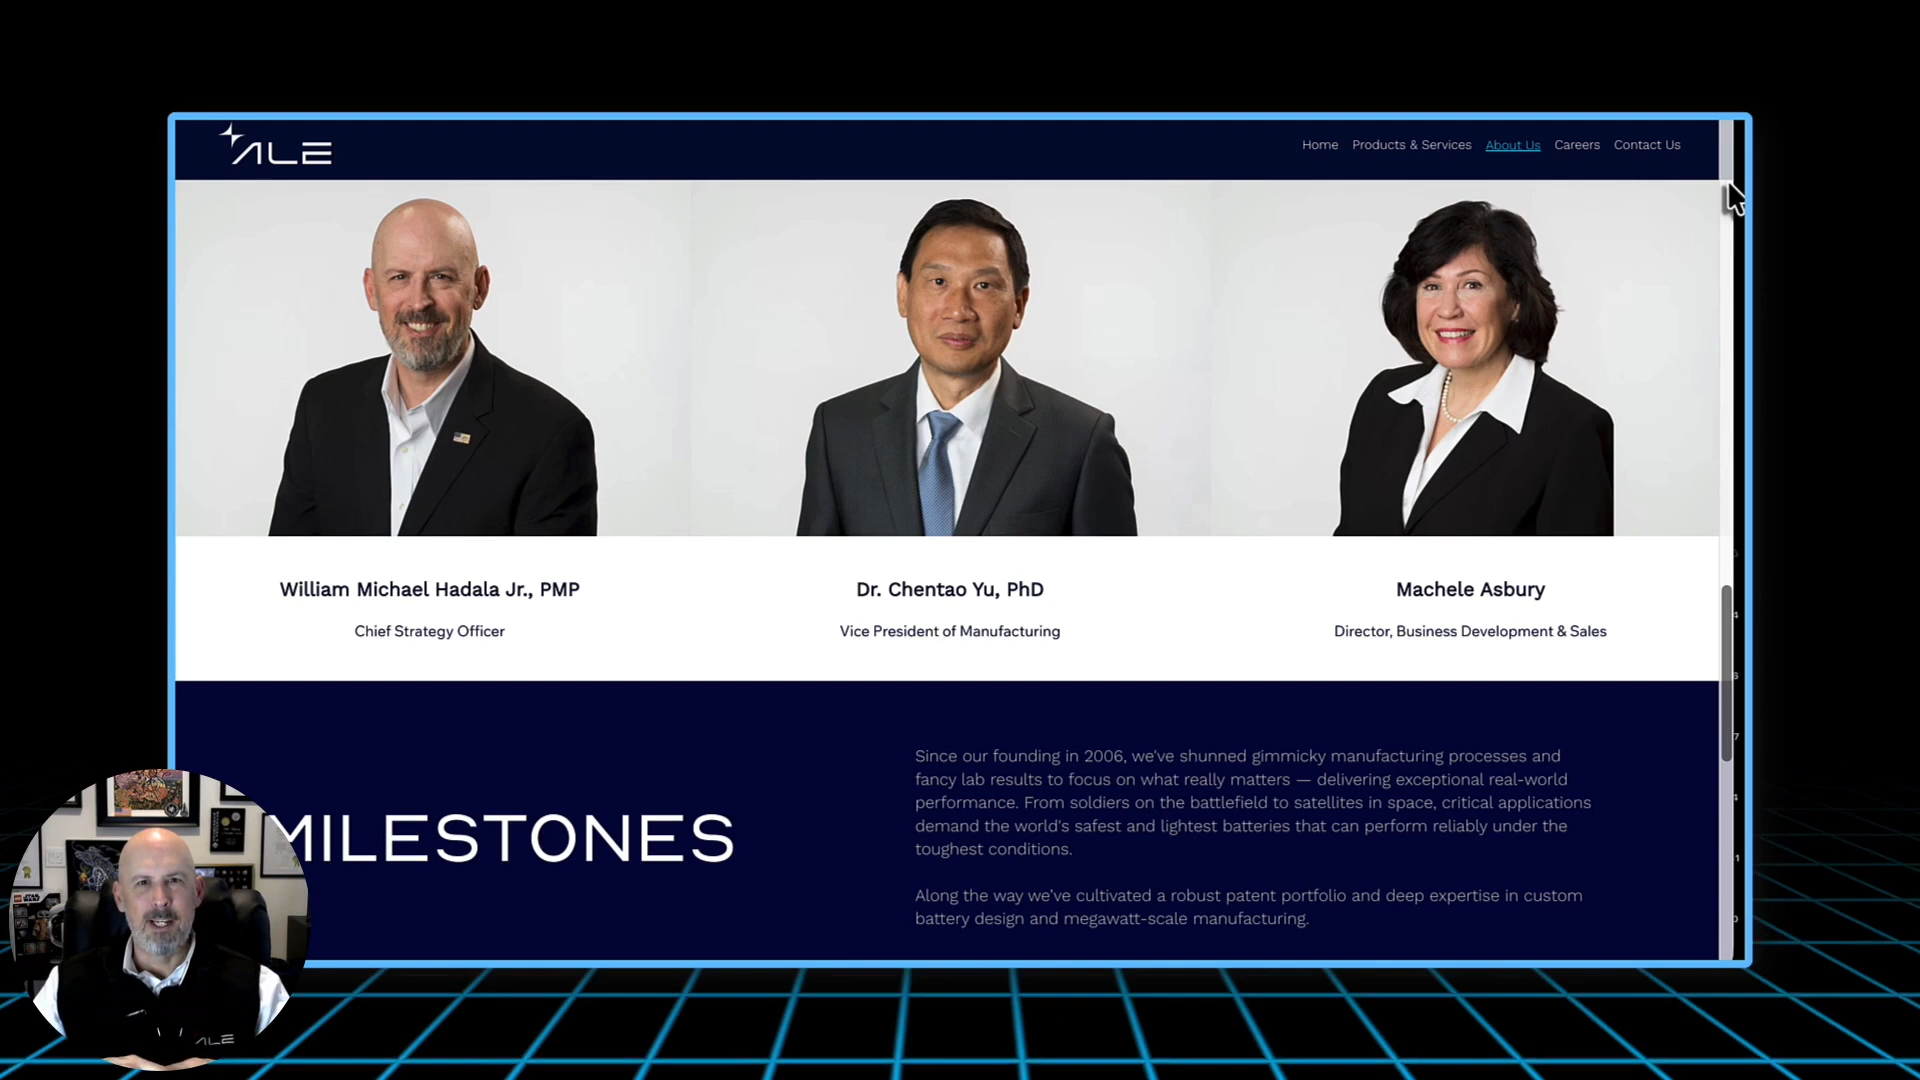 ALE
Home Products & Services About Us Careers Contact Us
William Michael Hadala Jr., PMP
Chief Strategy Officer
Dr. Chentao Yu, PhD
Vice President of Manufacturing
Machele Asbury
Director, Business Development & Sales
MILESTONES
Since our founding in 2006, we've shunned gimmicky manufacturing processes and
fancy lab results to focus on what really matters — delivering exceptional real-world
performance. From soldiers on the battlefield to satellites in space, critical applications
demand the world's safest and lightest batteries that can perform reliably under the
toughest conditions.
Along the way we've cultivated a robust patent portfolio and deep expertise in custom
battery design and megawatt-scale manufacturing.
ALE